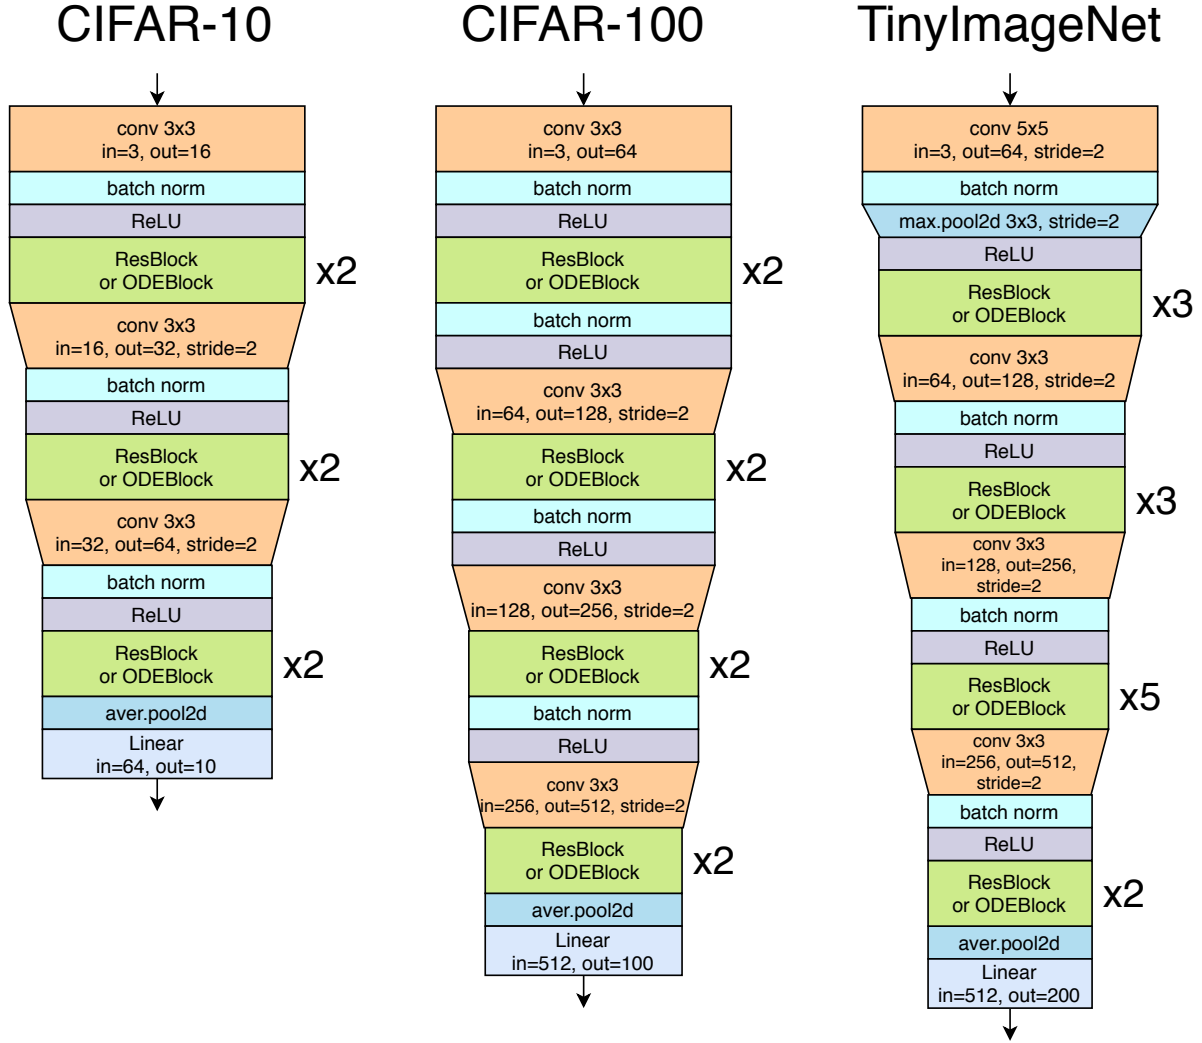 CIFAR-10
conv 3x3
in=3, out=16
batch norm
ReLU
ResBlock
or ODEBlock
x2
conv 3x3
in=16, out=32, stride=2
batch norm
ReLU
ResBlock
or ODEBlock
x2
conv 3x3
in=32, out=64, stride=2
batch norm
ReLU
ResBlock
or ODEBlock
x2
aver.pool2d
Linear
in=64, out=10
CIFAR-100
conv 3x3
in=3, out=64
batch norm
ReLU
ResBlock
or ODEBlock
x2
batch norm
ReLU
conv 3x3
in=64, out=128, stride=2
ResBlock
or ODEBlock
x2
batch norm
ReLU
conv 3x3
in=128, out=256, stride=2
ResBlock
or ODEBlock
x2
batch norm
ReLU
conv 3x3
in=256, out=512, stride=2
ResBlock
or ODEBlock
x2
aver.pool2d
Linear
in=512, out=100
TinyImageNet
conv 5x5
in=3, out=64, stride=2
batch norm
max.pool2d 3x3, stride=2
ReLU
ResBlock
or ODEBlock
x3
conv 3x3
in=64, out=128, stride=2
batch norm
ReLU
ResBlock
or ODEBlock
x3
conv 3x3
in=128, out=256,
stride=2
batch norm
ReLU
ResBlock
or ODEBlock
x5
conv 3x3
in=256, out=512,
stride=2
batch norm
ReLU
ResBlock
or ODEBlock
x2
aver.pool2d
Linear
in=512, out=200